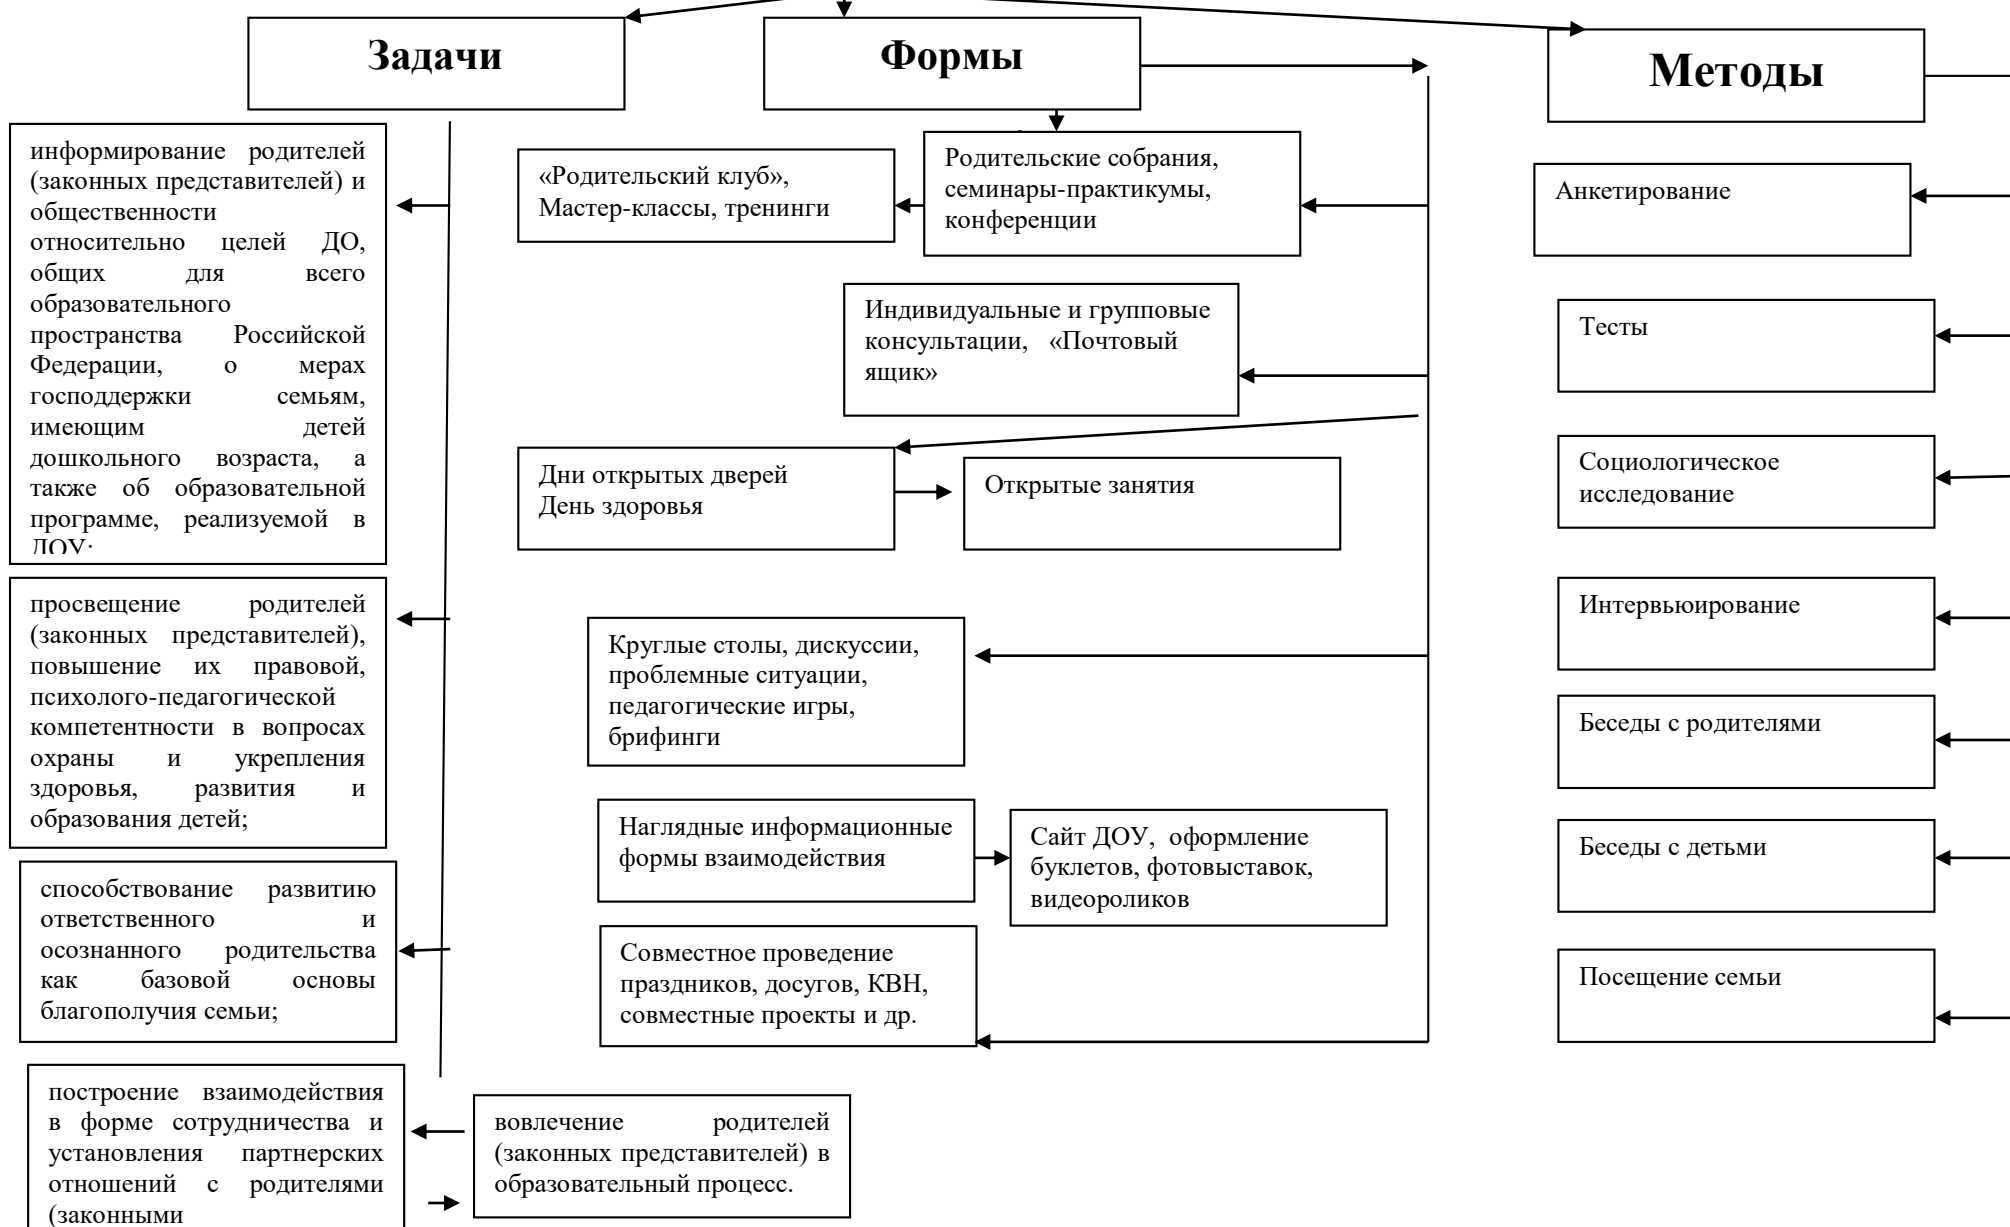 Задачи
Формы
Методы
информирование родителей
(законных представителей) и
общественности
относительно целей ДО,
общих для всего
образовательного
пространства Российской
Федерации, о мерах
господдержки семьям,
имеющим детей
дошкольного возраста, а
также об образовательной
программе, реализуемой в
ДОУ;
просвещение родителей
(законных представителей),
повышение их правовой,
психолого-педагогической
компетентности в вопросах
охраны и укрепления
здоровья, развития и
образования детей;
способствование развитию
ответственного и
осознанного родительства
как базовой основы
благополучия семьи;
построение взаимодействия
в форме сотрудничества и
установления партнерских
отношений с родителями
(законными
вовлечение родителей
(законных представителей) в
образовательный процесс.
«Родительский клуб»,
Мастер-классы, тренинги
Родительские собрания,
семинары-практикумы,
конференции
Индивидуальные и групповые
консультации, «Почтовый
ящик»
Дни открытых дверей
День здоровья
Открытые занятия
Круглые столы, дискуссии,
проблемные ситуации,
педагогические игры,
брифинги
Наглядные информационные
формы взаимодействия
Сайт ДОУ, оформление
буклетов, фотовыставок,
видеороликов
Совместное проведение
праздников, досугов, КВН,
совместные проекты и др.
Анкетирование
Тесты
Социологическое
исследование
Интервьюирование
Беседы с родителями
Беседы с детьми
Посещение семьи